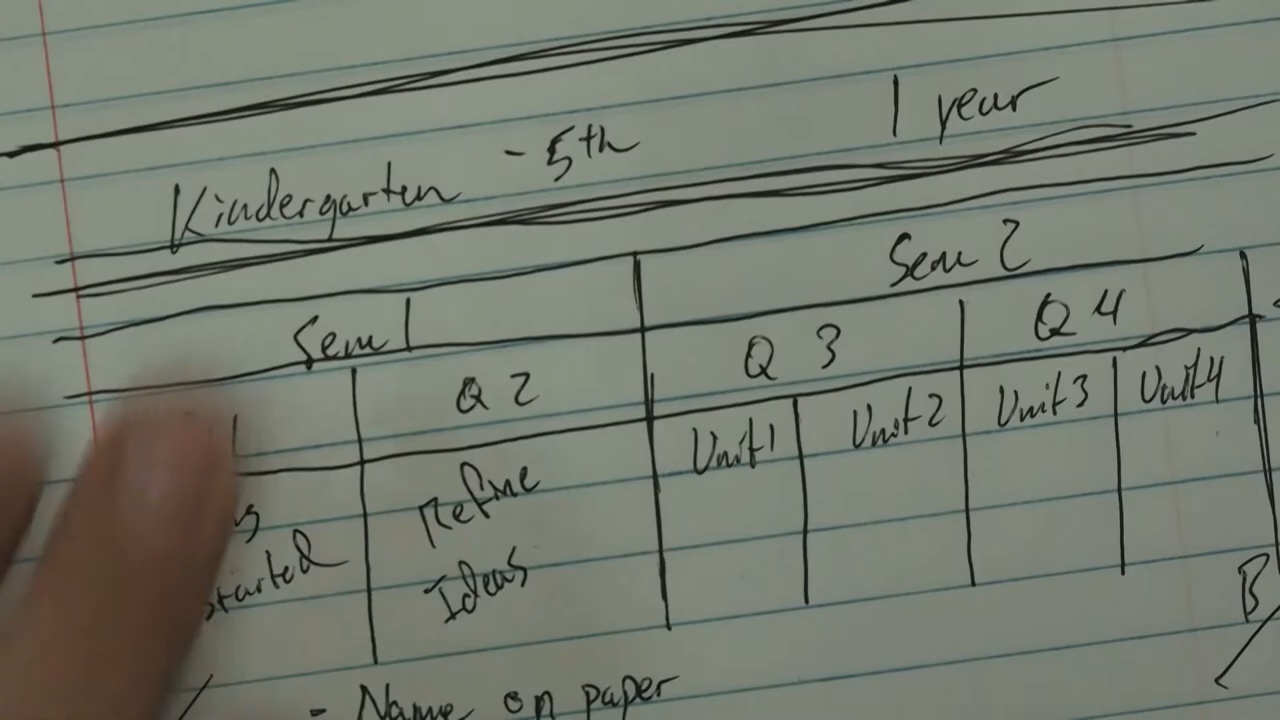 Kindergarten - 5th 1 year
Sem 1 Sem 2
Q 2 Q 3 Q 4
Unit 1 Unit 2 Unit 3 Unit 4
Refine
started Ideas
B
- Name on paper